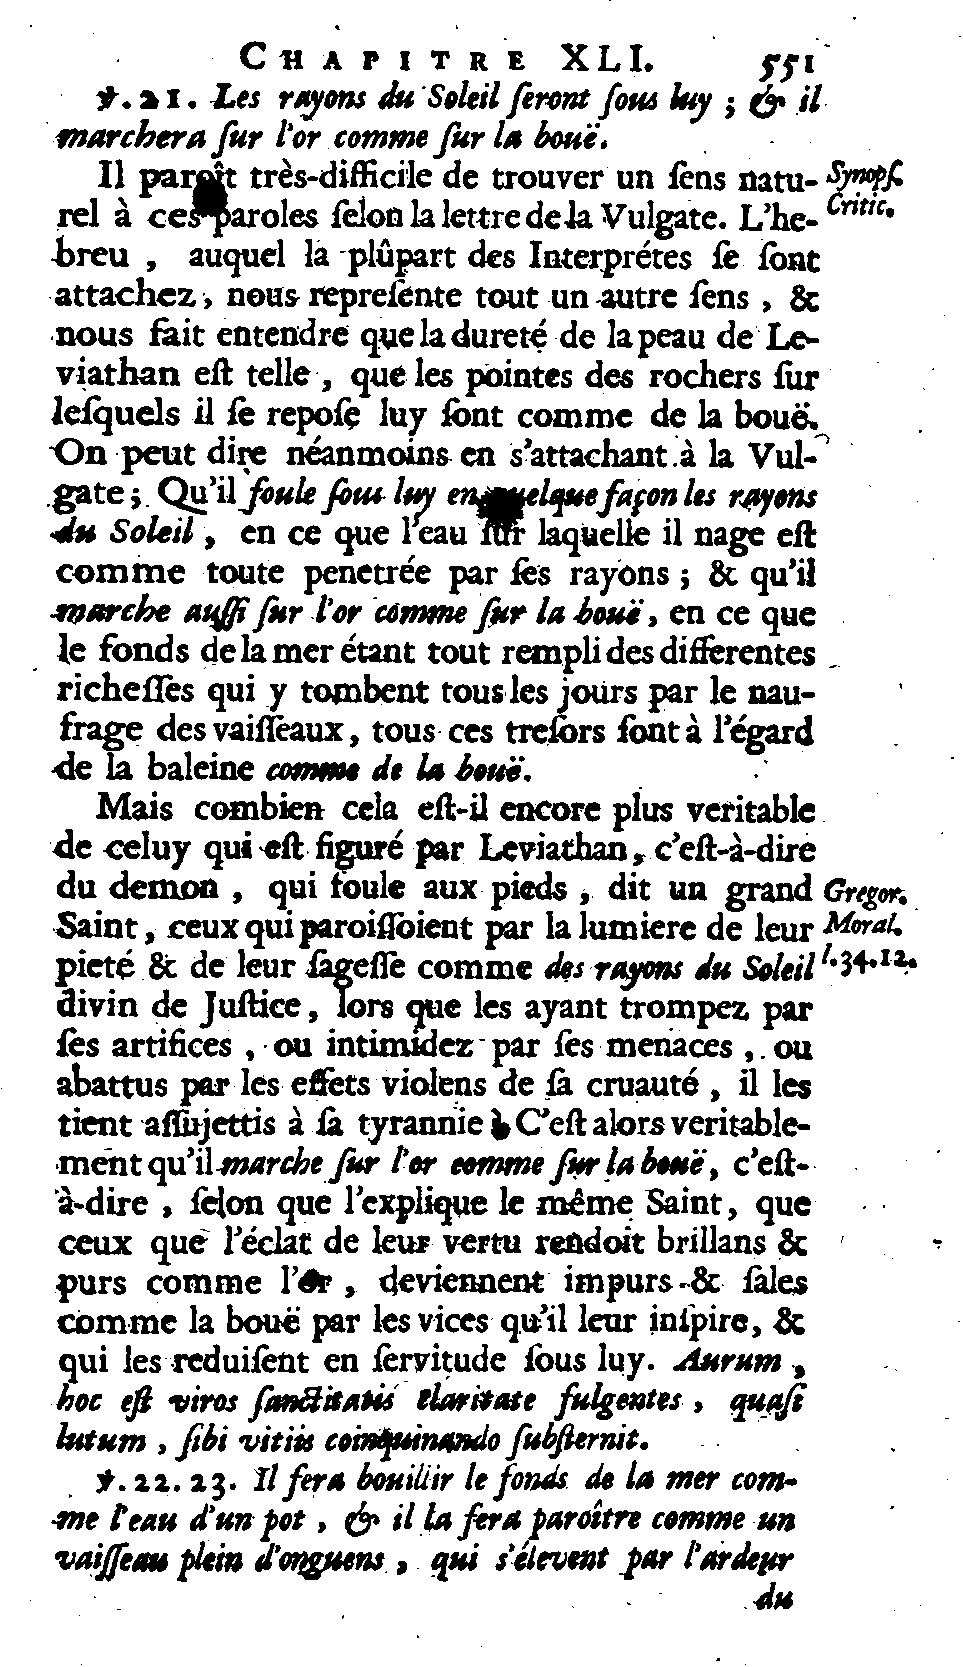 CHAPITRE XLI. 551
℣. 21. Les rayons du Soleil ſeront ſous luy ; & il
marchera ſur l'or comme ſur la bouë.
Il paroît très-difficile de trouver un ſens natu- Synopſ.
rel à ces paroles ſelon la lettre de la Vulgate. L'he- Critic.
breu , auquel la plûpart des Interprétes ſe ſont
attachez, nous repreſente tout un autre ſens , &
nous fait entendre que la dureté de la peau de Le-
viathan eſt telle , que les pointes des rochers ſur
leſquels il ſe repoſe luy ſont comme de la bouë.
On peut dire néanmoins en s'attachant à la Vul-
gate ; Qu'il foule ſous luy en quelque façon les rayons
du Soleil , en ce que l'eau ſur laquelle il nage eſt
comme toute penetrée par ſes rayons ; & qu'il
marche auſſi ſur l'or comme ſur la bouë, en ce que
le fonds de la mer étant tout rempli des differentes
richeſſes qui y tombent tous les jours par le nau-
frage des vaiſſeaux, tous ces treſors ſont à l'égard
de la baleine comme de la bouë.
Mais combien cela eſt-il encore plus veritable
de celuy qui eſt figuré par Leviathan, c'eſt-à-dire
du demon , qui foule aux pieds , dit un grand Gregor.
Saint, ceux qui paroiſſoient par la lumiere de leur Moral.
pieté & de leur ſageſſe comme des rayons du Soleil l. 34. 12.
divin de Juſtice, lors que les ayant trompez par
ſes artifices , ou intimidez par ſes menaces , ou
abattus par les effets violens de ſa cruauté , il les
tient aſſujettis à ſa tyrannie ? C'eſt alors veritable-
ment qu'il marche ſur l'or comme ſur la bouë, c'eſt-
à-dire , ſelon que l'explique le même Saint, que
ceux que l'éclat de leur vertu rendoit brillans &
purs comme l'or , deviennent impurs & ſales
comme la bouë par les vices qu'il leur inſpire, &
qui les reduiſent en ſervitude ſous luy. Aurum ,
hoc eſt viros ſanctitatis claritate fulgentes , quaſi
lutum , ſibi vitiis coinquinando ſubſternit.
℣. 22. 23. Il fera bouillir le fonds de la mer com-
me l'eau d'un pot , & il la fera paroître comme un
vaiſſeau plein d'onguens , qui s'élevent par l'ardeur
du